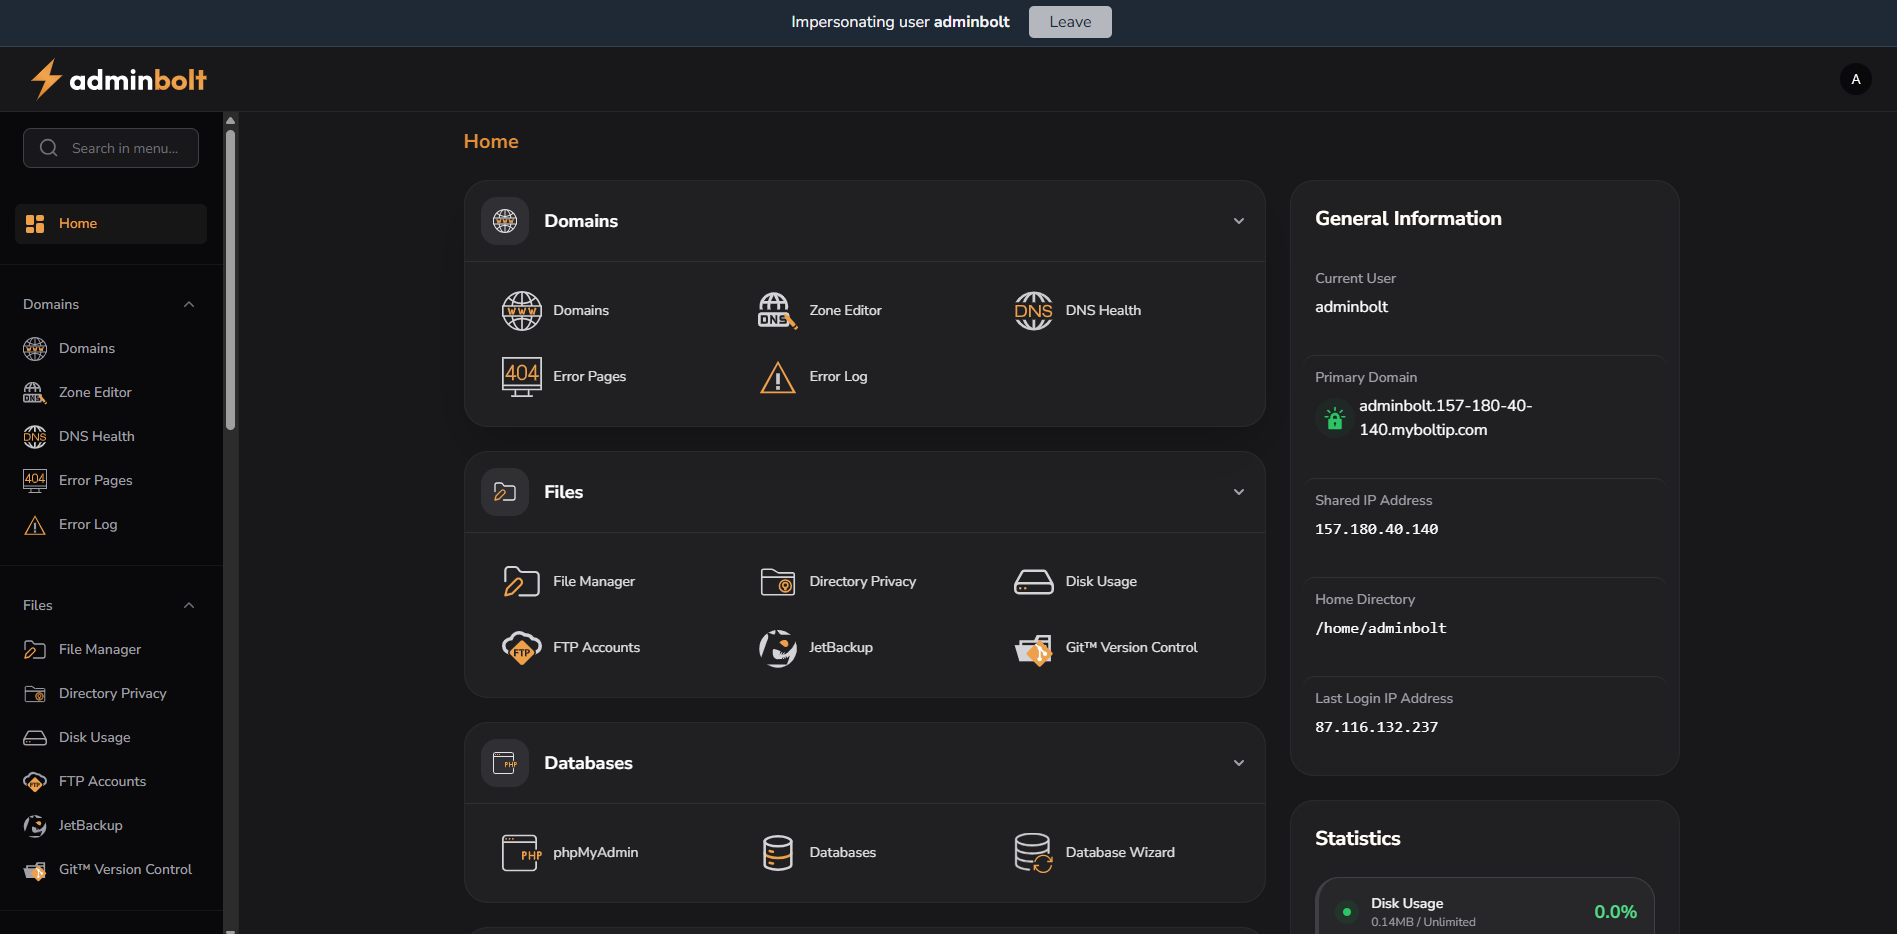 Impersonating user adminbolt Leave
adminbolt
A
Search in menu...
Home
Domains
Domains
Zone Editor
DNS Health
Error Pages
Error Log
Files
File Manager
Directory Privacy
Disk Usage
FTP Accounts
JetBackup
Git™ Version Control
Home
Domains
Domains
Zone Editor
DNS Health
Error Pages
Error Log
Files
File Manager
Directory Privacy
Disk Usage
FTP Accounts
JetBackup
Git™ Version Control
Databases
phpMyAdmin
Databases
Database Wizard
General Information
Current User
adminbolt
Primary Domain
adminbolt.157-180-40-
140.myboltip.com
Shared IP Address
157.180.40.140
Home Directory
/home/adminbolt
Last Login IP Address
87.116.132.237
Statistics
Disk Usage
0.14MB / Unlimited
0.0%